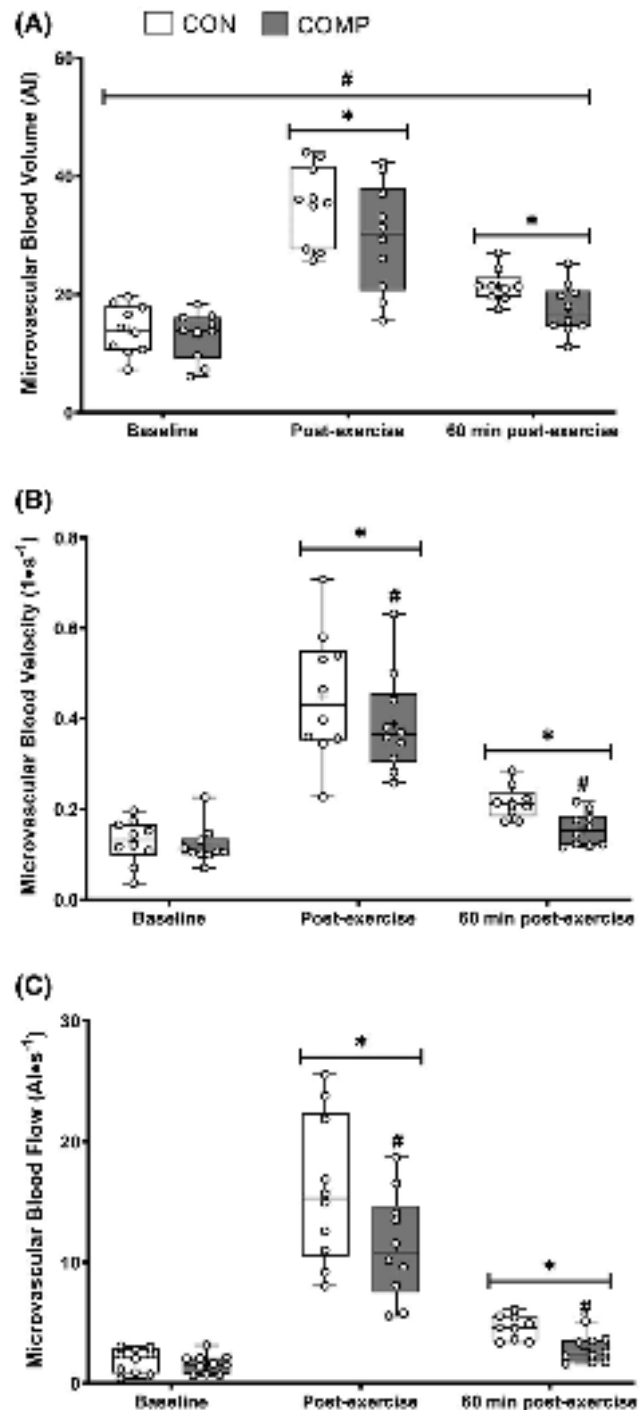 (A)
CON COMP
Microvascular Blood Volume (AI)
60
40
20
0
#
*
*
Baseline Post-exercise 60 min post-exercise
(B)
Microvascular Blood Velocity (1•s⁻¹)
0.8
0.6
0.4
0.2
0.0
*
#
*
#
Baseline Post-exercise 60 min post-exercise
(C)
Microvascular Blood Flow (AI•s⁻¹)
30
20
10
0
*
#
*
#
Baseline Post-exercise 60 min post-exercise